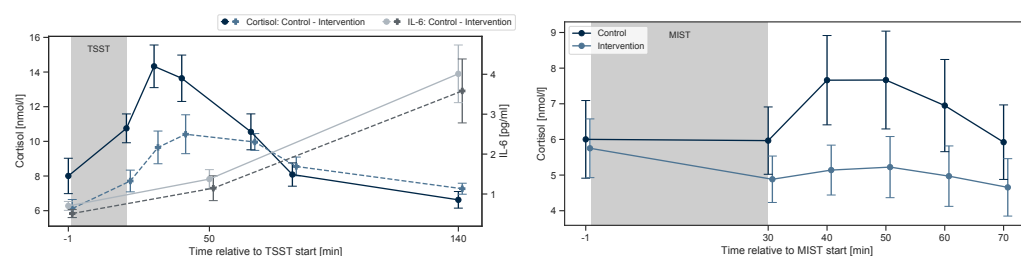 Cortisol: Control - Intervention
IL-6: Control - Intervention
TSST
Cortisol [nmol/l]
16
14
12
10
8
6
4
3
2
1
IL-6 [pg/ml]
-1
50
140
Time relative to TSST start [min]
Control
Intervention
MIST
Cortisol [nmol/l]
9
8
7
6
5
4
-1
30
40
50
60
70
Time relative to MIST start [min]